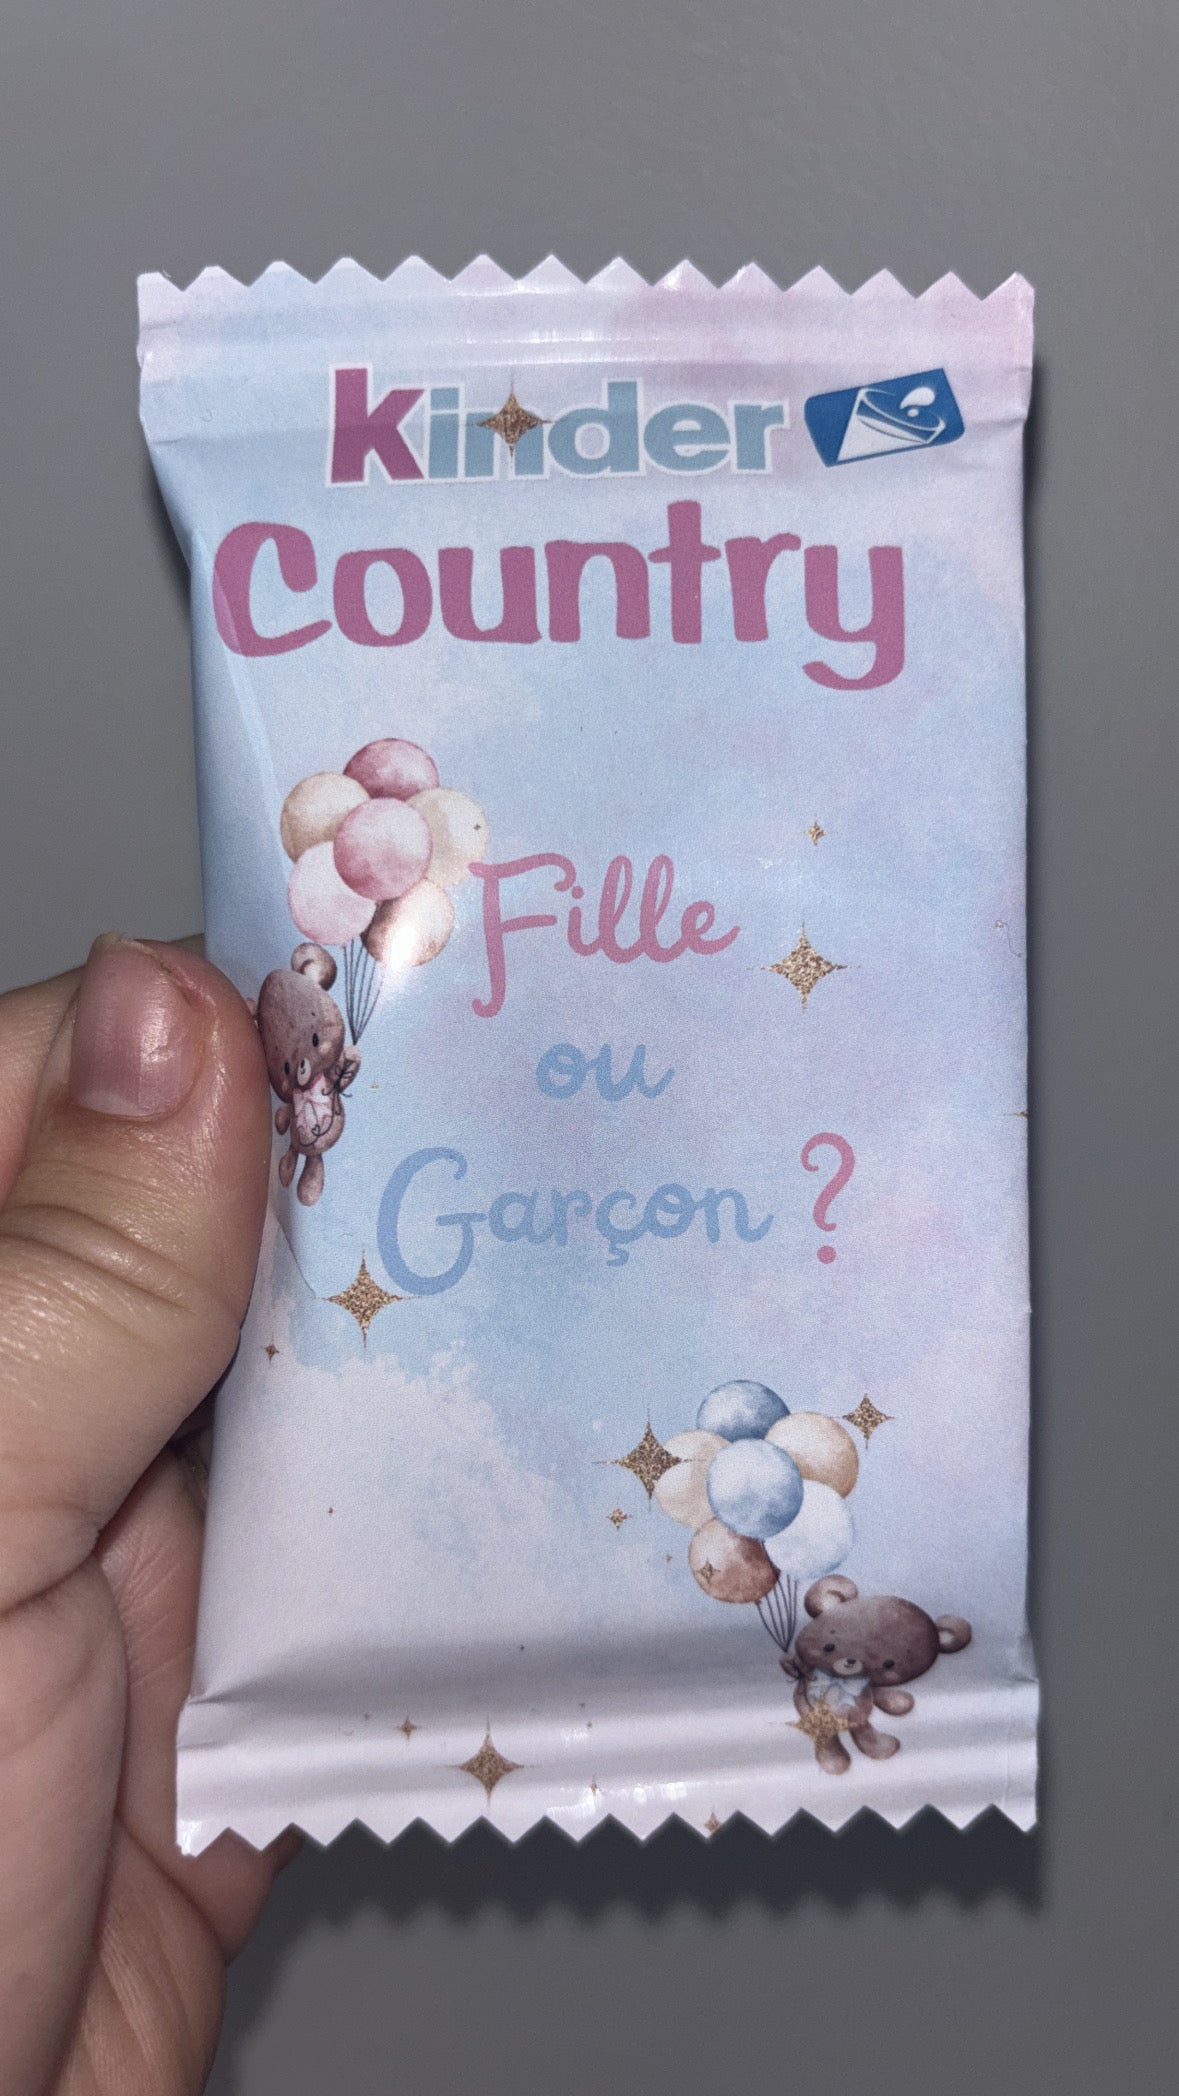 kinder
Country
Fille
ou
Garçon ?